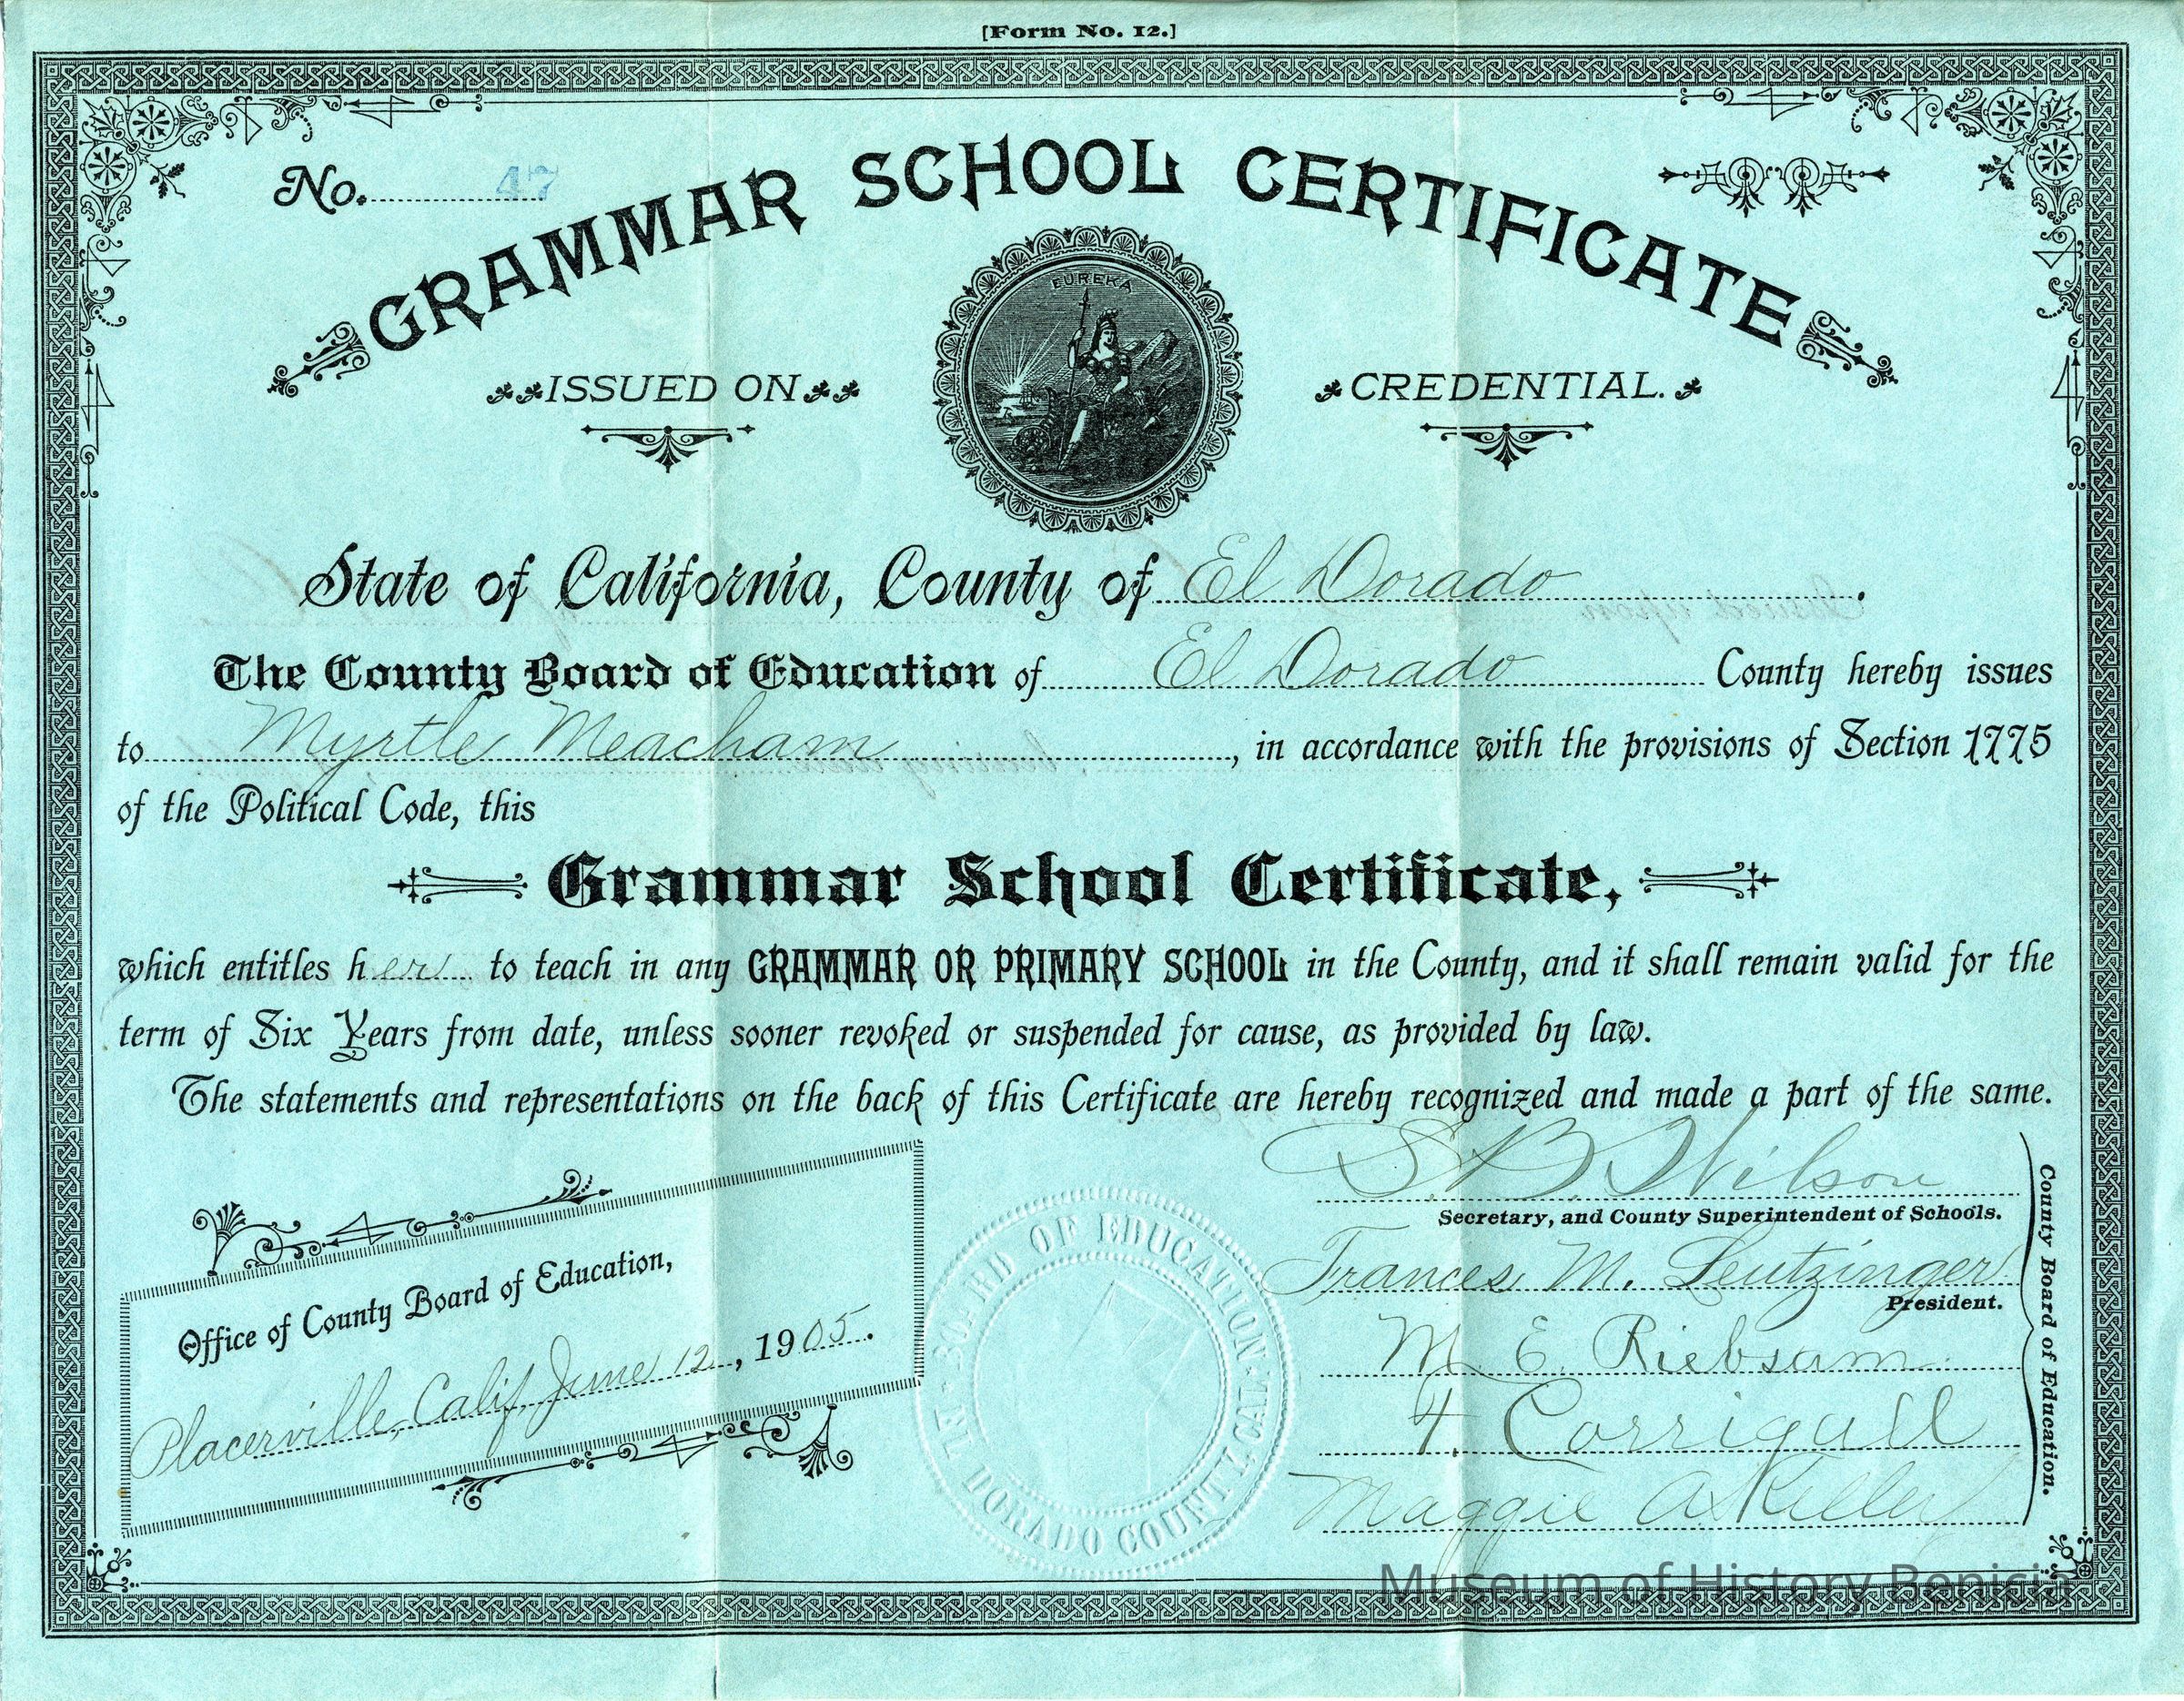 [Form No. 12.]
No. 47
GRAMMAR SCHOOL CERTIFICATE
EUREKA
ISSUED ON CREDENTIAL.
State of California, County of El Dorado.
The County Board of Education of El Dorado County hereby issues
to Myrtle Meacham, in accordance with the provisions of Section 1775
of the Political Code, this
Grammar School Certificate,
which entitles her to teach in any GRAMMAR OR PRIMARY SCHOOL in the County, and it shall remain valid for the
term of Six Years from date, unless sooner revoked or suspended for cause, as provided by law.
The statements and representations on the back of this Certificate are hereby recognized and made a part of the same.
Office of County Board of Education,
Placerville, Calif. June 12, 1905.
BOARD OF EDUCATION
EL DORADO COUNTY CAL.
S. B. Wilson
Secretary, and County Superintendent of Schools.
Frances M. Leutzinger
President.
M. E. Riebsam
Corrigall
Maggie A Kelley
County Board of Education.
Museum of History Benicia